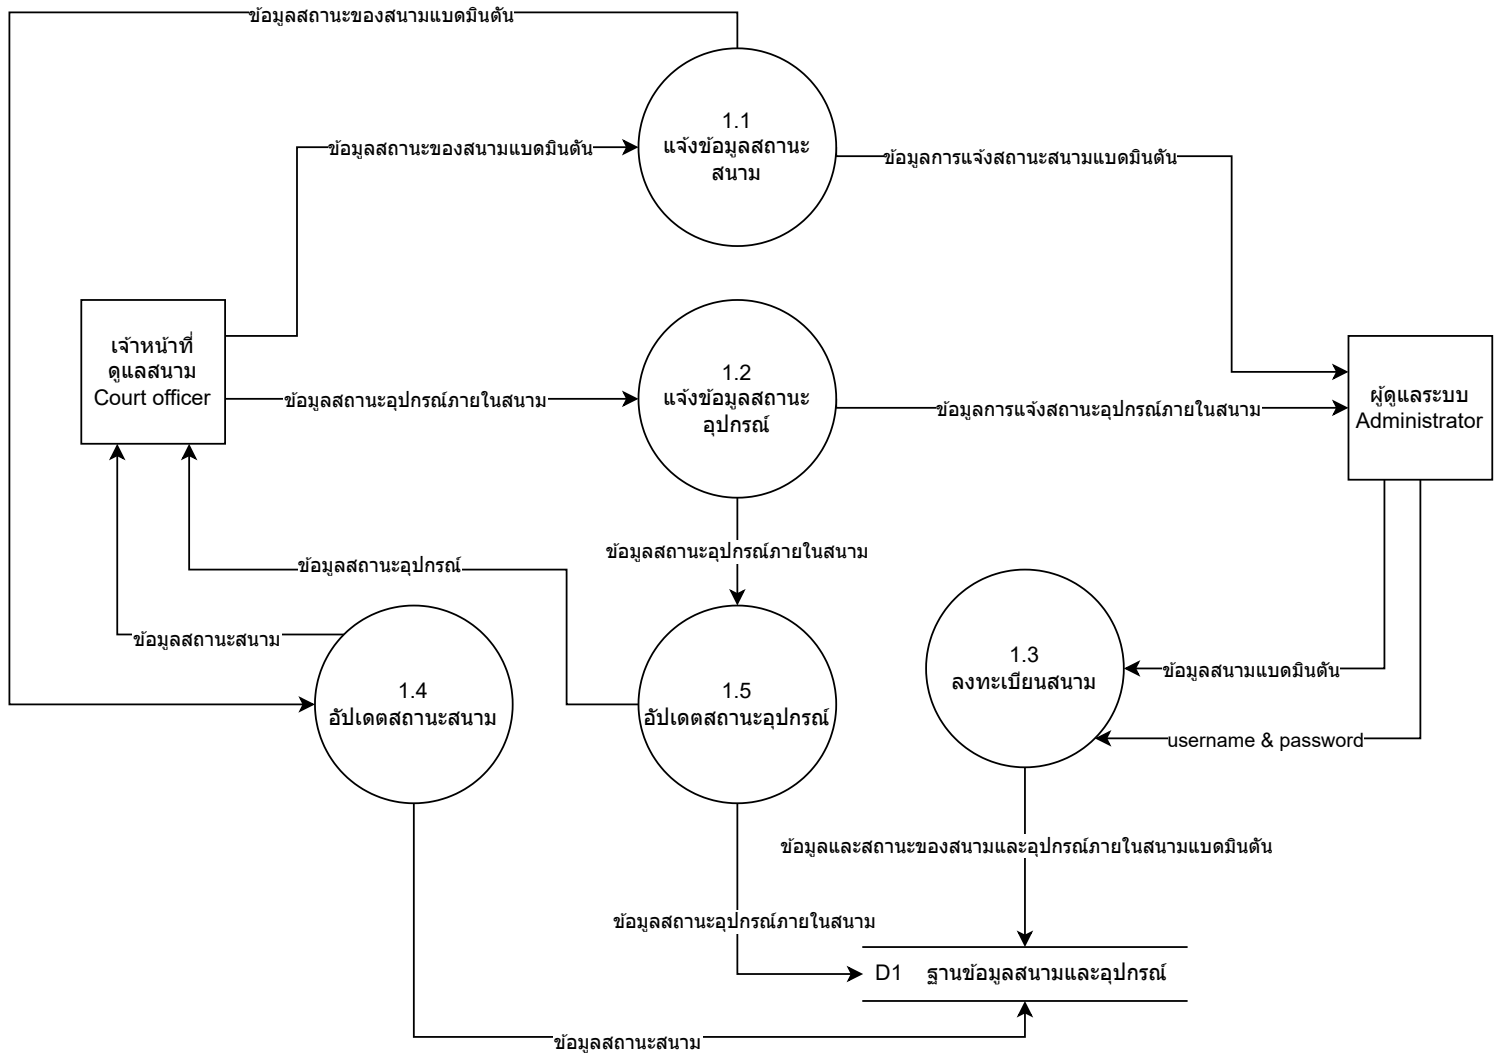 ข้อมูลสถานะของสนามแบดมินตัน
1.1
แจ้งข้อมูลสถานะ
สนาม
ข้อมูลสถานะของสนามแบดมินตัน
ข้อมูลการแจ้งสถานะสนามแบดมินตัน
เจ้าหน้าที่
ดูแลสนาม
Court officer
ข้อมูลสถานะอุปกรณ์ภายในสนาม
1.2
แจ้งข้อมูลสถานะ
อุปกรณ์
ข้อมูลการแจ้งสถานะอุปกรณ์ภายในสนาม
ผู้ดูแลระบบ
Administrator
ข้อมูลสถานะอุปกรณ์ภายในสนาม
ข้อมูลสถานะอุปกรณ์
ข้อมูลสถานะสนาม
1.4
อัปเดตสถานะสนาม
1.5
อัปเดตสถานะอุปกรณ์
1.3
ลงทะเบียนสนาม
ข้อมูลสนามแบดมินตัน
username & password
ข้อมูลและสถานะของสนามและอุปกรณ์ภายในสนามแบดมินตัน
ข้อมูลสถานะอุปกรณ์ภายในสนาม
D1 ฐานข้อมูลสนามและอุปกรณ์
ข้อมูลสถานะสนาม